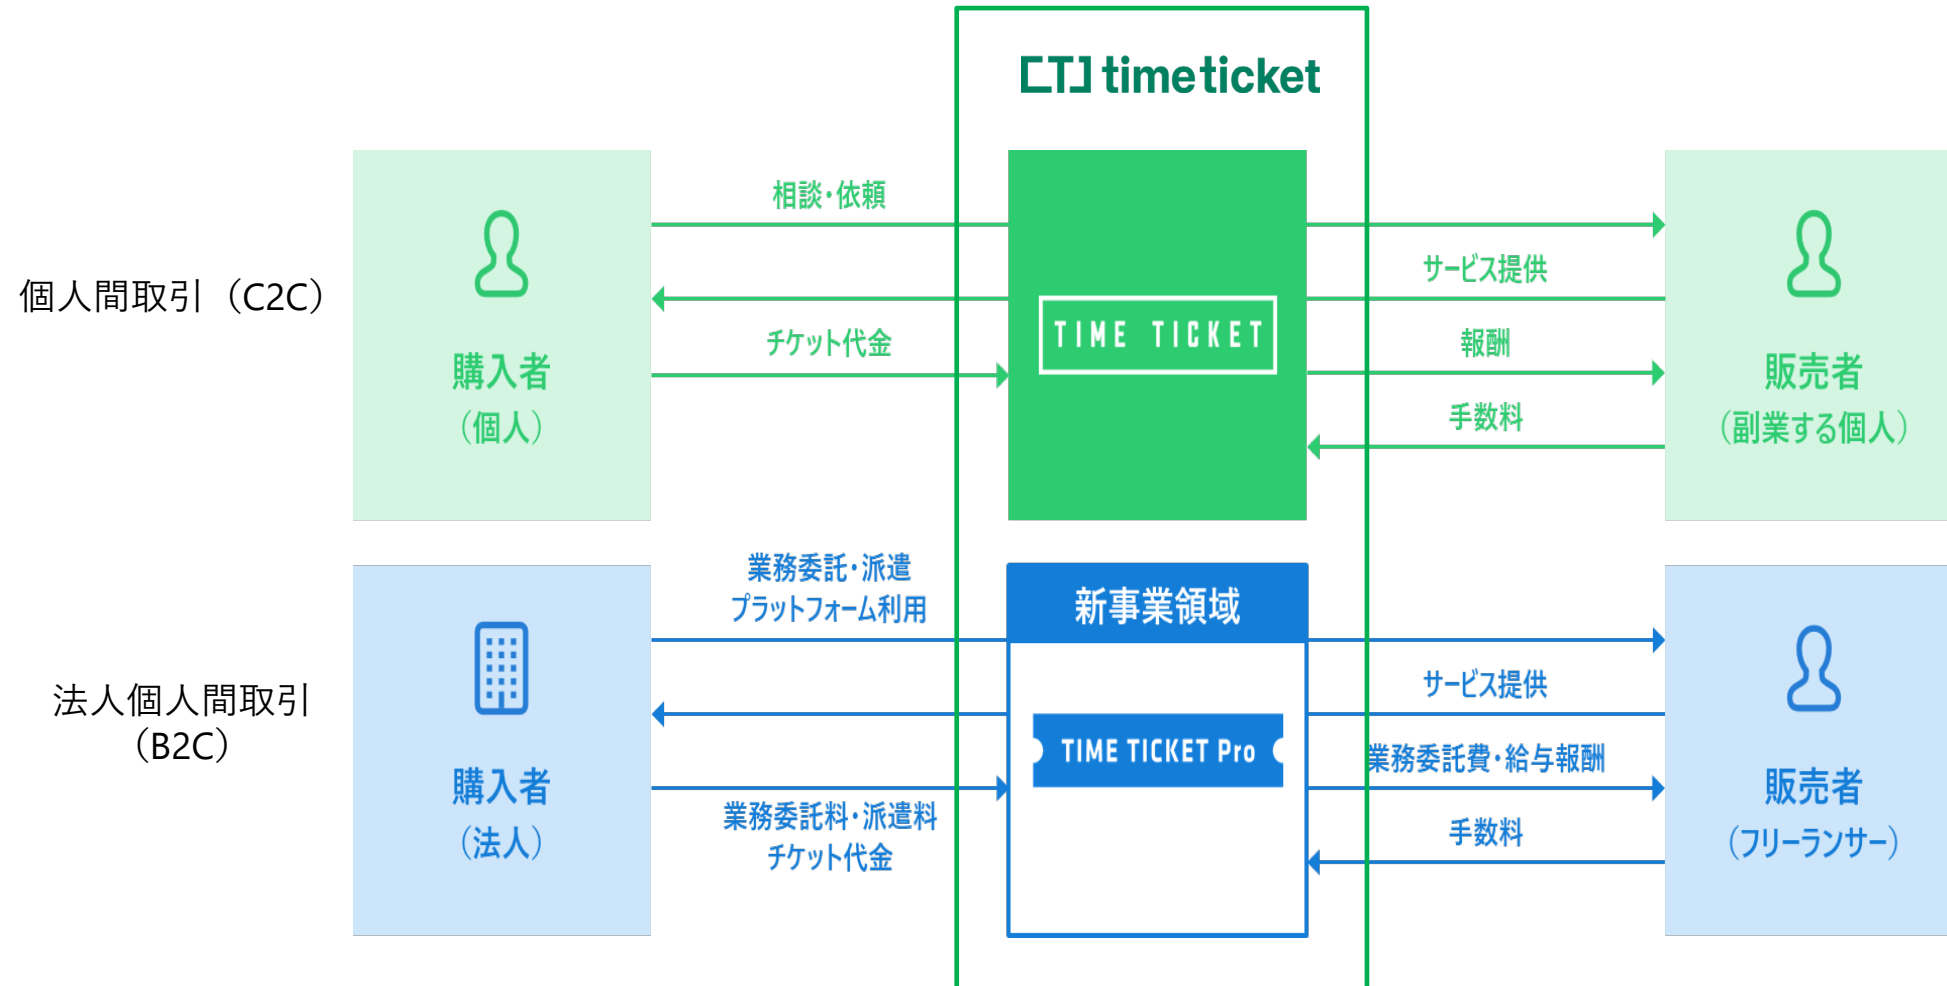 timeticket
個人間取引（C2C）
購入者
（個人）
相談・依頼
チケット代金
TIME TICKET
サービス提供
報酬
手数料
販売者
（副業する個人）
法人個人間取引
（B2C）
購入者
（法人）
業務委託・派遣
プラットフォーム利用
業務委託料・派遣料
チケット代金
新事業領域
TIME TICKET Pro
サービス提供
業務委託費・給与報酬
手数料
販売者
（フリーランサー）